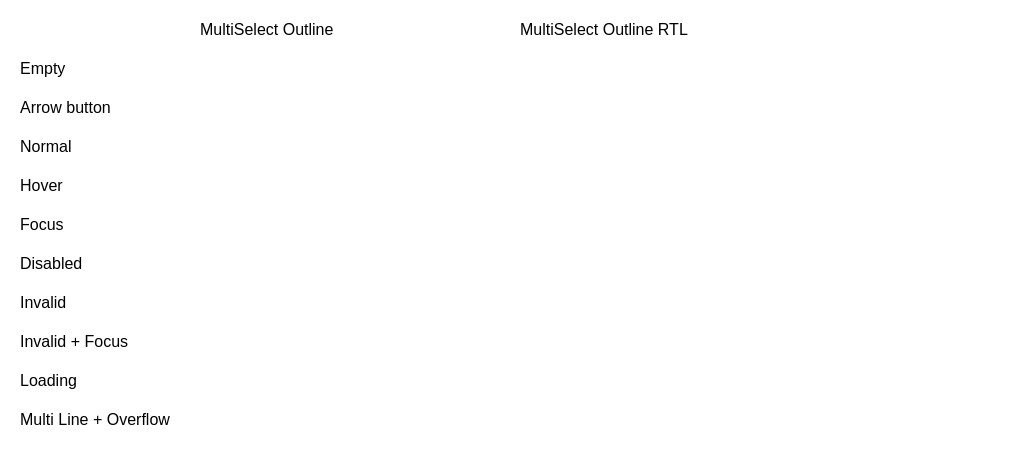 MultiSelect Outline MultiSelect Outline RTL
Empty
Arrow button
Normal
Hover
Focus
Disabled
Invalid
Invalid + Focus
Loading
Multi Line + Overflow